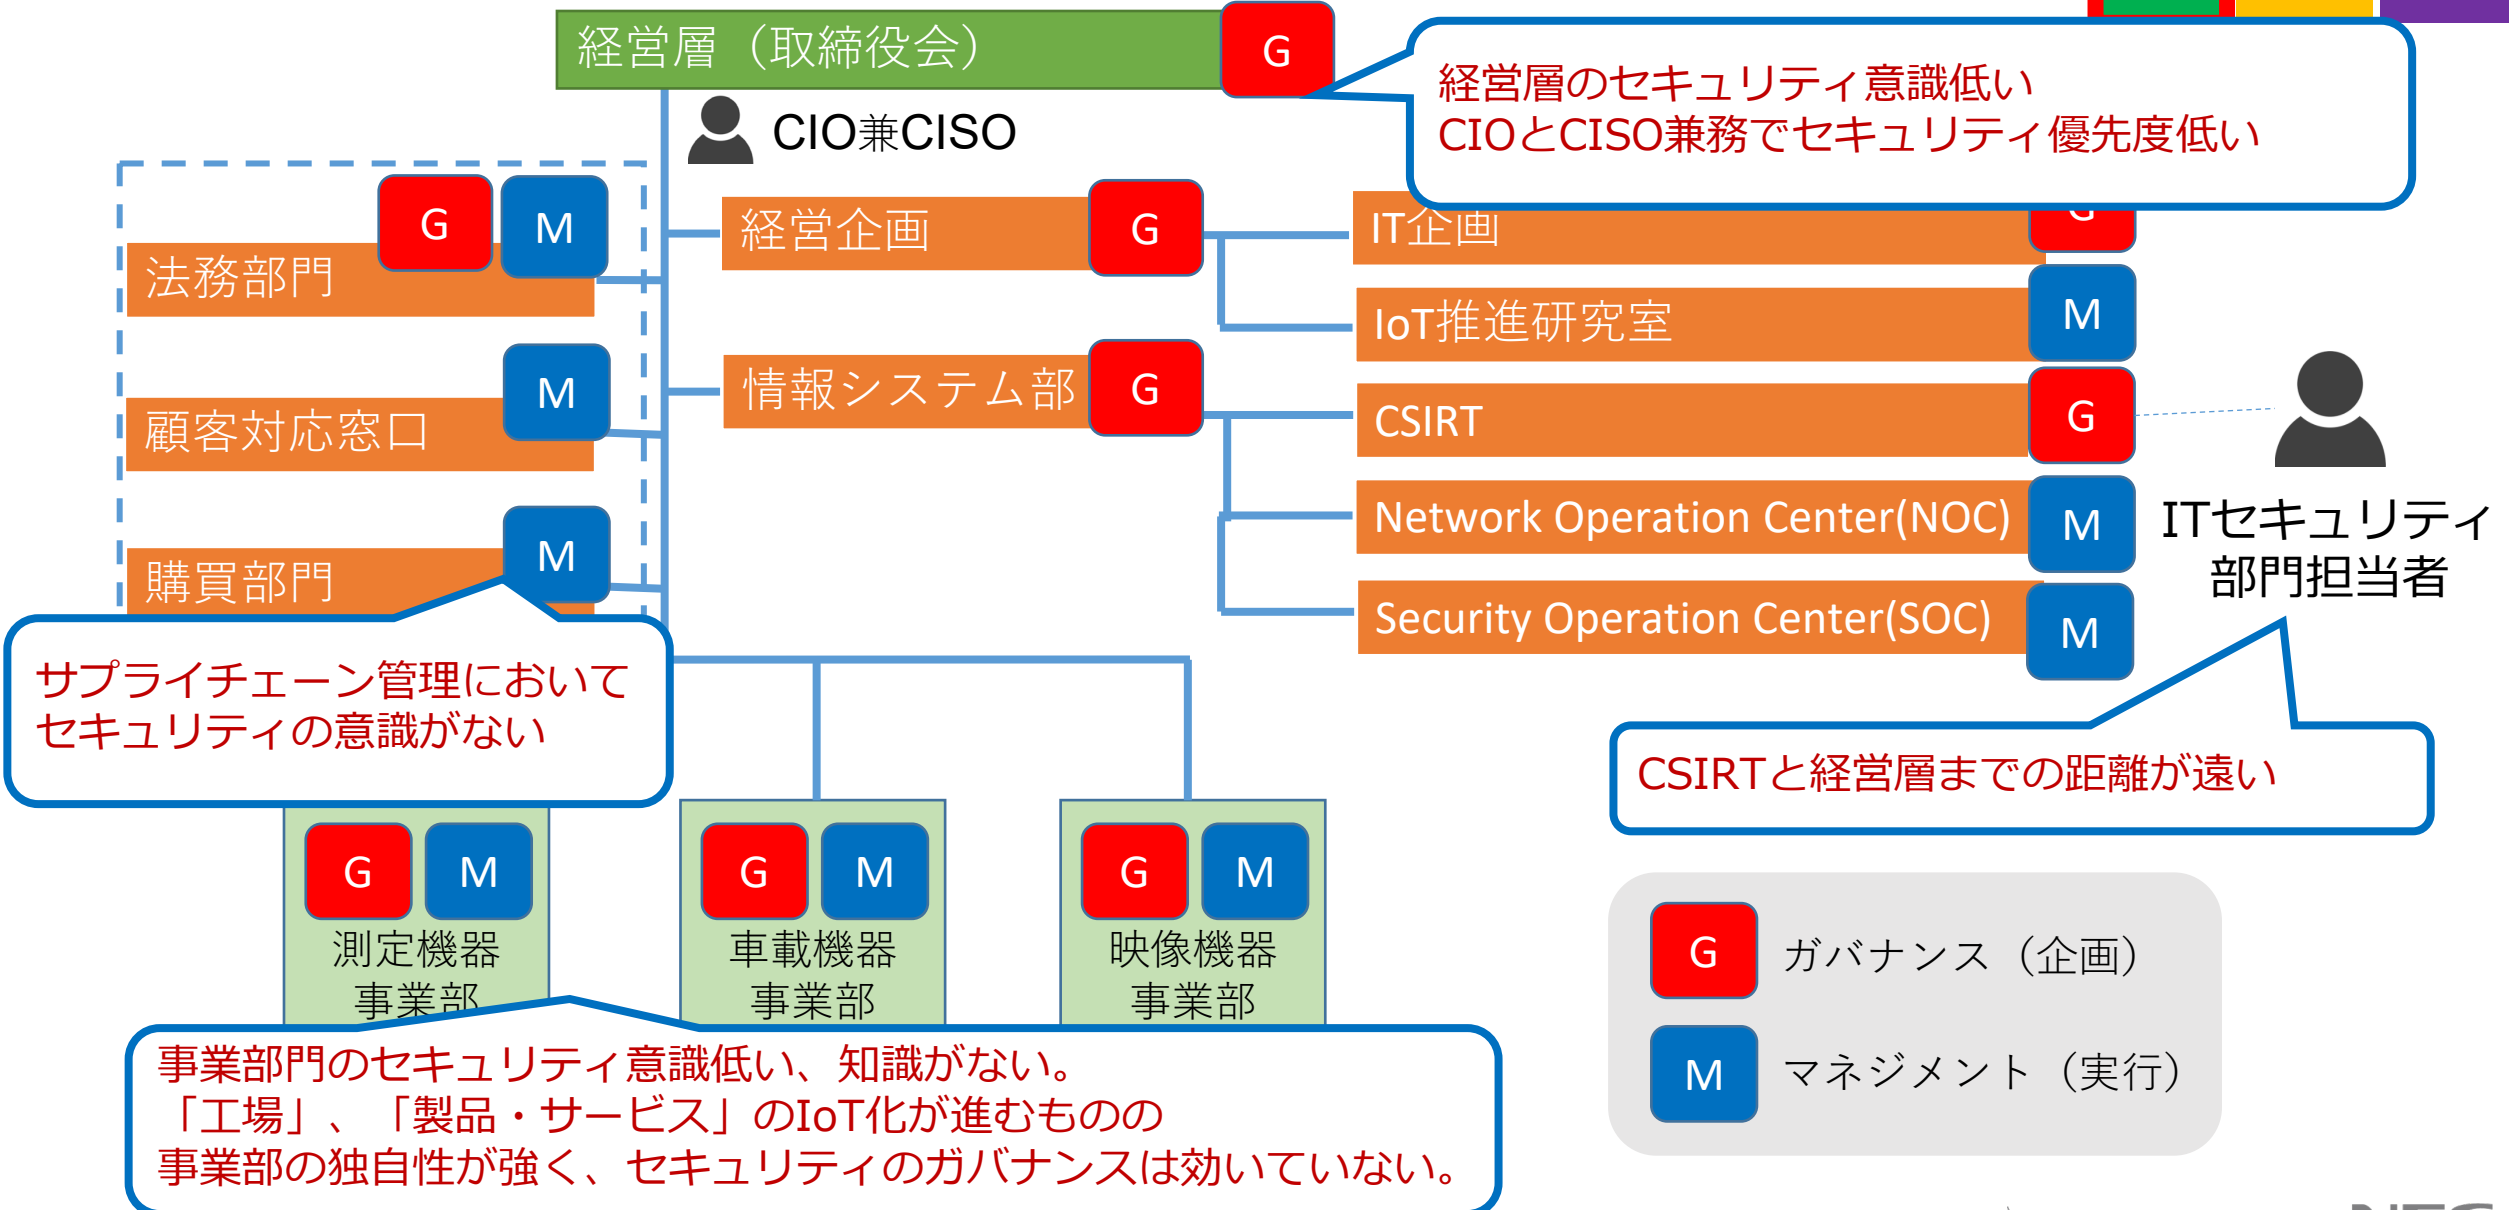 経営層（取締役会）
G
経営層のセキュリティ意識低い
CIOとCISO兼務でセキュリティ優先度低い
CIO兼CISO
G
M
法務部門
経営企画
G
IT企画
G
IoT推進研究室
M
M
顧客対応窓口
情報システム部
G
CSIRT
G
Network Operation Center(NOC)
M
ITセキュリティ
部門担当者
M
購買部門
Security Operation Center(SOC)
M
サプライチェーン管理において
セキュリティの意識がない
CSIRTと経営層までの距離が遠い
G
M
測定機器
事業部
G
M
車載機器
事業部
G
M
映像機器
事業部
G
ガバナンス（企画）
M
マネジメント（実行）
事業部門のセキュリティ意識低い、知識がない。
「工場」、「製品・サービス」のIoT化が進むものの
事業部の独自性が強く、セキュリティのガバナンスは効いていない。